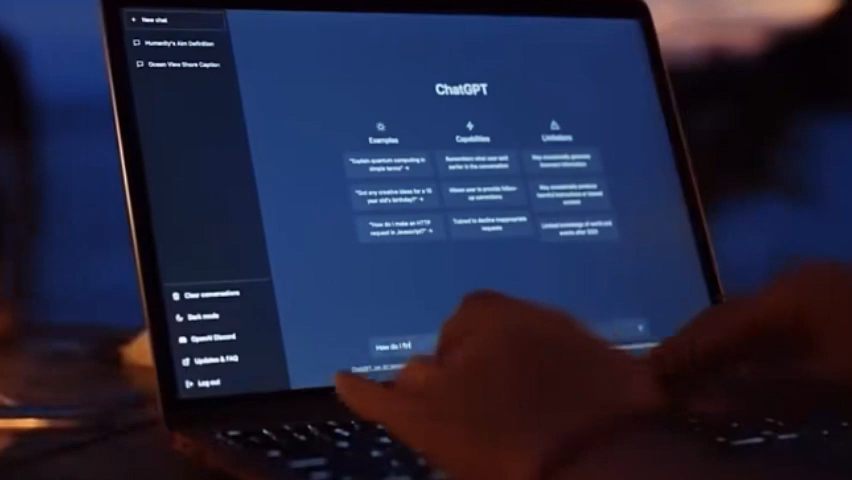 + New chat
Humanity's Aim Definition
Ocean View Share Caption
ChatGPT
Examples
Capabilities
Limitations
"Explain quantum computing in
simple terms" →
Remembers what user said
earlier in the conversation
May occasionally generate
incorrect information
"Got any creative ideas for a 10
year old's birthday?" →
Allows user to provide follow-
up corrections
May occasionally produce
harmful instructions or biased
content
"How do I make an HTTP
request in Javascript?" →
Trained to decline inappropriate
requests
Limited knowledge of world and
events after 2021
Clear conversations
Dark mode
OpenAI Discord
Updates & FAQ
Log out
How do I
ChatGPT